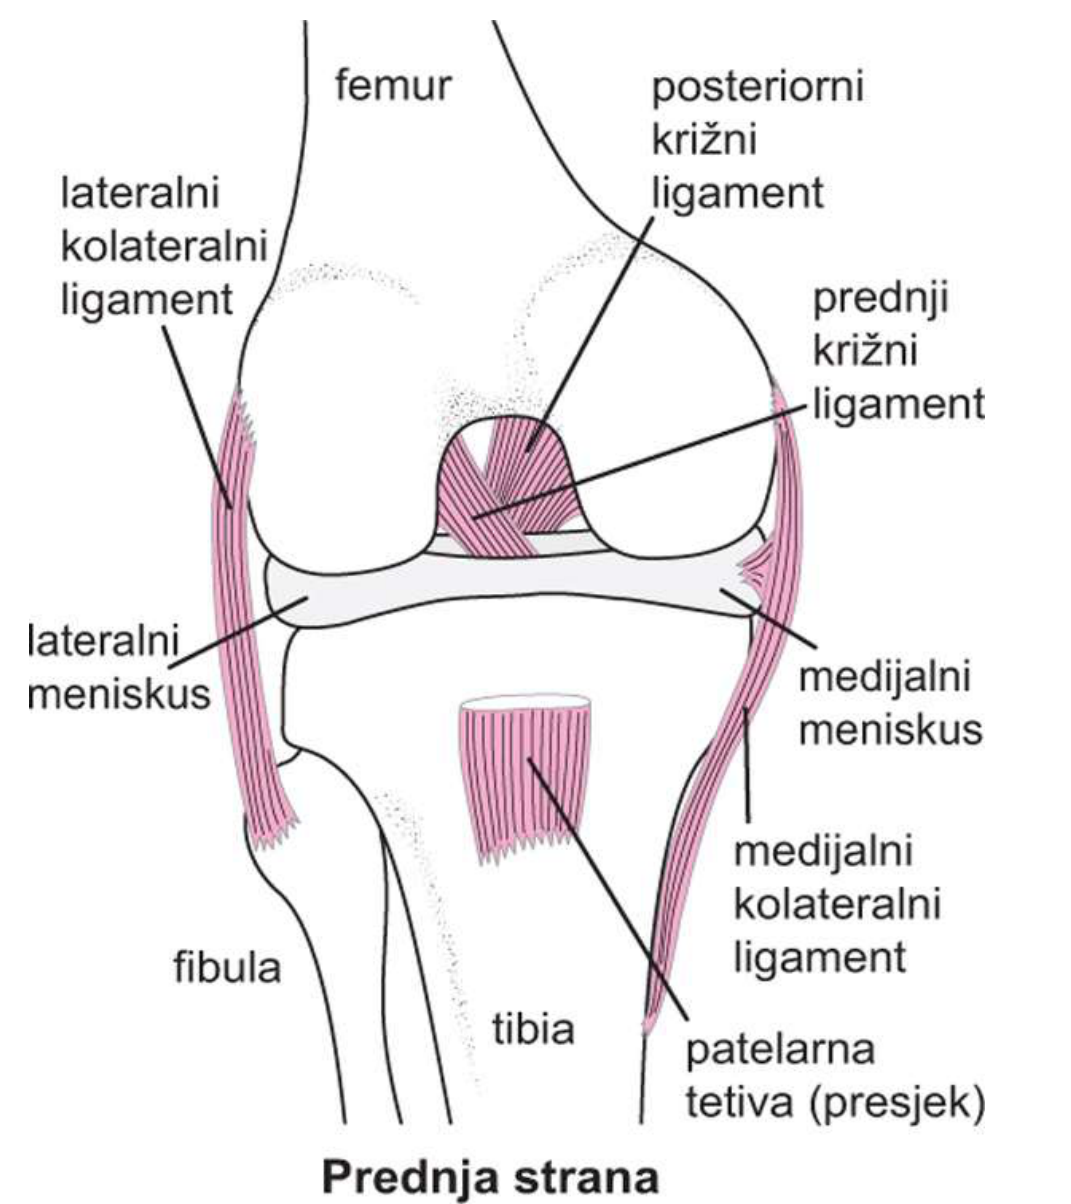 femur
posteriorni
križni
ligament
lateralni
kolateralni
ligament
prednji
križni
ligament
lateralni
meniskus
medijalni
meniskus
medijalni
kolateralni
ligament
fibula
tibia
patelarna
tetiva (presjek)
Prednja strana